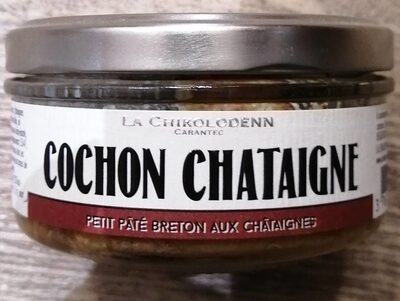 LA CHIKOLODENN
CARANTEC
COCHON CHATAIGNE
PETIT PÂTÉ BRETON AUX CHÂTAIGNES